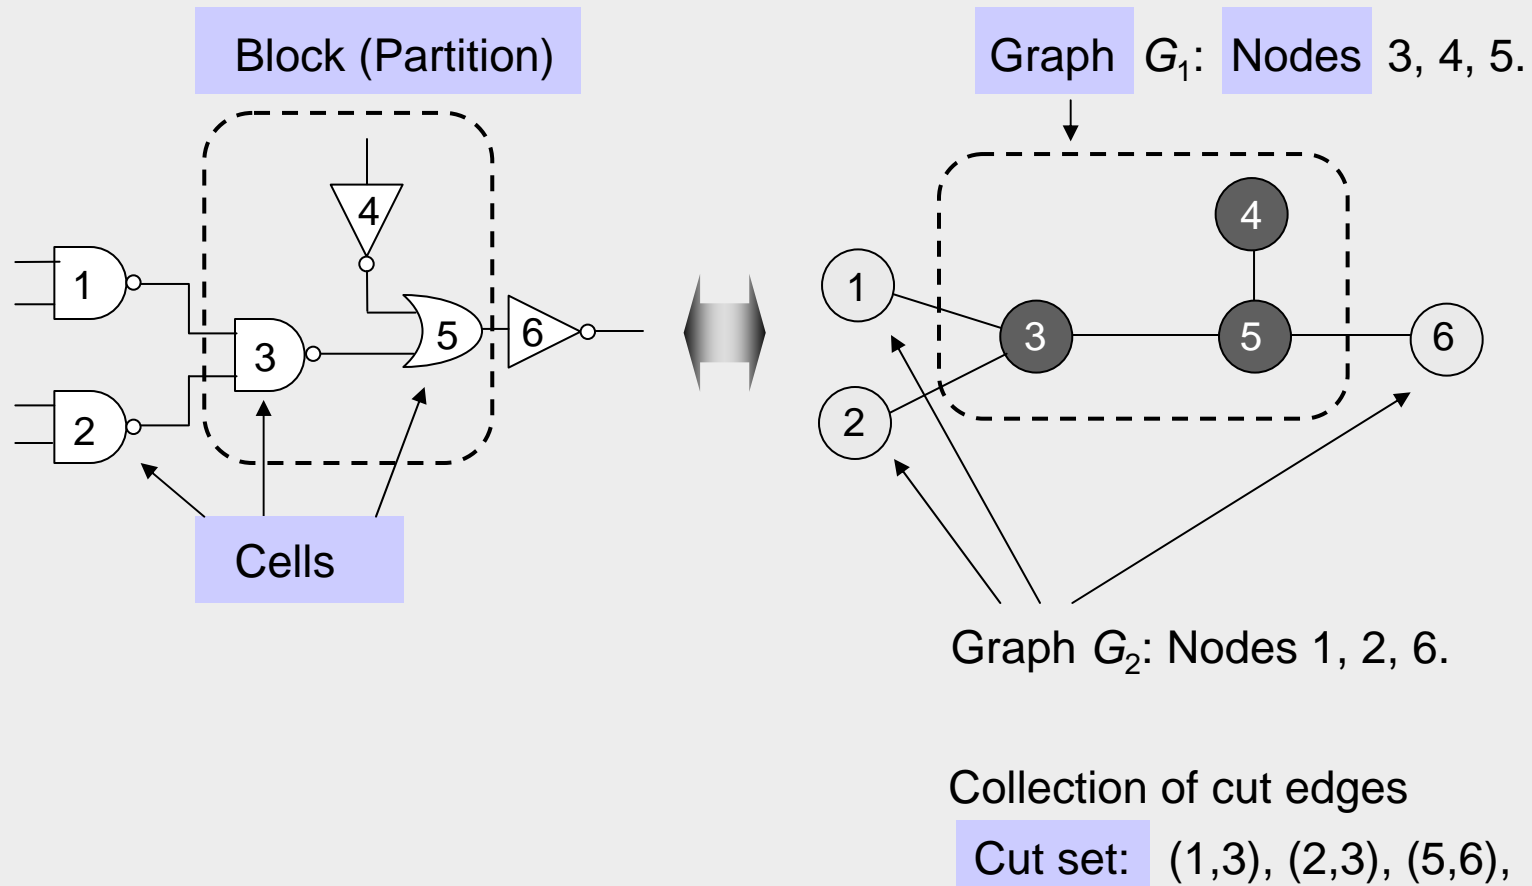 Block (Partition)
4
1
3
5
6
2
Cells
Graph G₁: Nodes 3, 4, 5.
4
1
3
5
6
2
Graph G₂: Nodes 1, 2, 6.
Collection of cut edges
Cut set: (1,3), (2,3), (5,6),